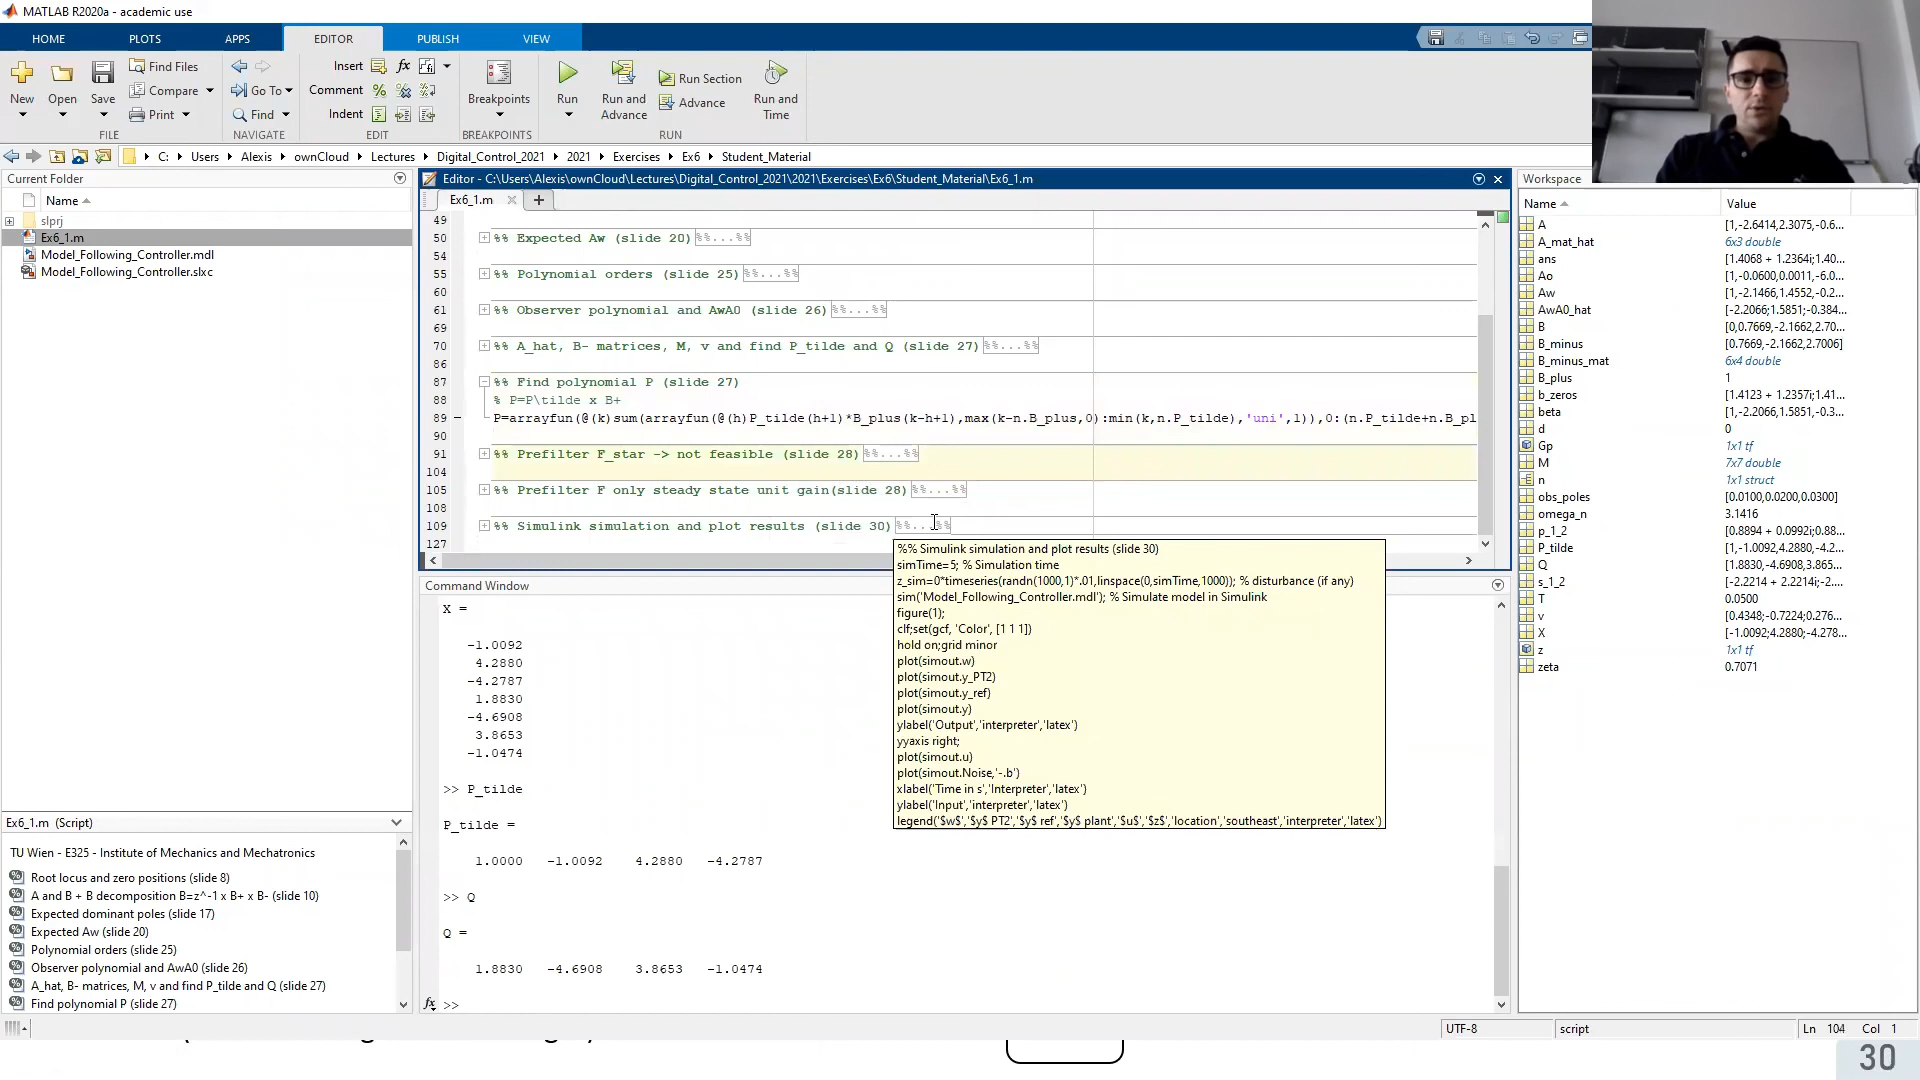 MATLAB R2020a - academic use
HOME PLOTS APPS EDITOR PUBLISH VIEW
New Open Save Find Files Compare Print
FILE
Go To Find
NAVIGATE
Insert fx
Comment
Indent
EDIT
Breakpoints
BREAKPOINTS
Run Run and Advance Run Section Advance Run and Time
RUN
C: Users Alexis ownCloud Lectures Digital_Control_2021 2021 Exercises Ex6 Student_Material
Current Folder
Name
slprj
Ex6_1.m
Model_Following_Controller.mdl
Model_Following_Controller.slxc
Ex6_1.m (Script)
TU Wien - E325 - Institute of Mechanics and Mechatronics
Root locus and zero positions (slide 8)
A and B + B decomposition B=z^-1 x B+ x B- (slide 10)
Expected dominant poles (slide 17)
Expected Aw (slide 20)
Polynomial orders (slide 25)
Observer polynomial and AwA0 (slide 26)
A_hat, B- matrices, M, v and find P_tilde and Q (slide 27)
Find polynomial P (slide 27)
Editor - C:\Users\Alexis\ownCloud\Lectures\Digital_Control_2021\2021\Exercises\Ex6\Student_Material\Ex6_1.m
Ex6_1.m
49
50 %% Expected Aw (slide 20) %%...%%
54
55 %% Polynomial orders (slide 25) %%...%%
60
61 %% Observer polynomial and AwA0 (slide 26) %%...%%
69
70 %% A_hat, B- matrices, M, v and find P_tilde and Q (slide 27) %%...%%
86
87 %% Find polynomial P (slide 27)
88 % P=P\tilde x B+
89 P=arrayfun(@(k)sum(arrayfun(@(h)P_tilde(h+1)*B_plus(k-h+1),max(k-n.B_plus,0):min(k,n.P_tilde),'uni',1)),0:(n.P_tilde+n.B_pl
90
91 %% Prefilter F_star -> not feasible (slide 28) %%...%%
104
105 %% Prefilter F only steady state unit gain(slide 28) %%...%%
108
109 %% Simulink simulation and plot results (slide 30) %%...%%
127
%% Simulink simulation and plot results (slide 30)
simTime=5; % Simulation time
z_sim=0*timeseries(randn(1000,1)*.01,linspace(0,simTime,1000)); % disturbance (if any)
sim('Model_Following_Controller.mdl'); % Simulate model in Simulink
figure(1);
clf;set(gcf, 'Color', [1 1 1])
hold on;grid minor
plot(simout.w)
plot(simout.y_PT2)
plot(simout.y_ref)
plot(simout.y)
ylabel('Output','interpreter','latex')
yyaxis right;
plot(simout.u)
plot(simout.Noise,'-.b')
xlabel('Time in s','Interpreter','latex')
ylabel('Input','interpreter','latex')
legend('$w$','$y$ PT2','$y$ ref','$y$ plant','$u$','$z$','location','southeast','interpreter','latex')
Command Window
X =
-1.0092
4.2880
-4.2787
1.8830
-4.6908
3.8653
-1.0474
>> P_tilde
P_tilde =
1.0000 -1.0092 4.2880 -4.2787
>> Q
Q =
1.8830 -4.6908 3.8653 -1.0474
fx >>
Workspace
Name Value
A [1,-2.6414,2.3075,-0.6...
A_mat_hat 6x3 double
ans [1.4068 + 1.2364i;1.40...
Ao [1,-0.0600,0.0011,-6.0...
Aw [1,-2.1466,1.4552,-0.2...
AwA0_hat [-2.2066;1.5851;-0.384...
B [0,0.7669,-2.1662,2.70...
B_minus [0.7669,-2.1662,2.7006]
B_minus_mat 6x4 double
B_plus 1
b_zeros [1.4123 + 1.2357i;1.41...
beta [1,-2.2066,1.5851,-0.3...
d 0
Gp 1x1 tf
M 7x7 double
n 1x1 struct
obs_poles [0.0100,0.0200,0.0300]
omega_n 3.1416
p_1_2 [0.8894 + 0.0992i;0.88...
P_tilde [1,-1.0092,4.2880,-4.2...
Q [1.8830,-4.6908,3.8653...
s_1_2 [-2.2214 + 2.2214i;-2....
T 0.0500
v [0.4348;-0.7224;0.276...
X [-1.0092;4.2880;-4.278...
z 1x1 tf
zeta 0.7071
UTF-8 script Ln 104 Col 1
30